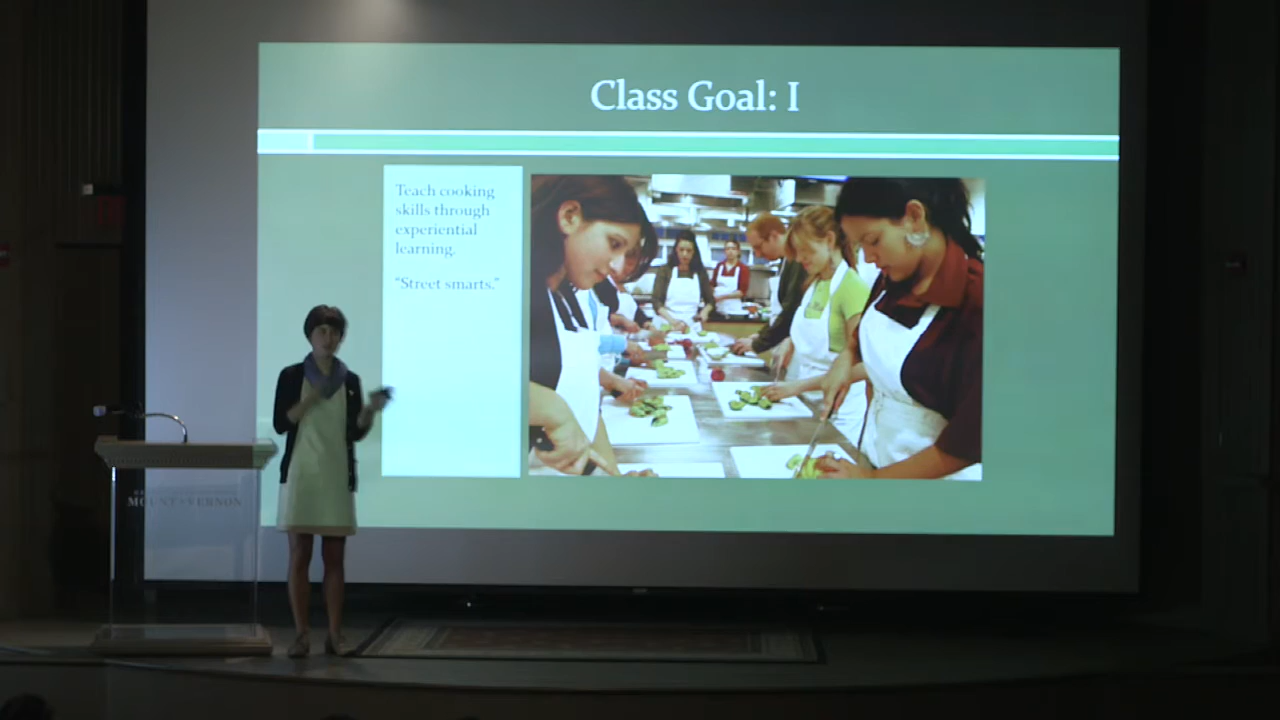 Class Goal: I
Teach cooking
skills through
experiential
learning.
“Street smarts.”
MOUNT VERNON